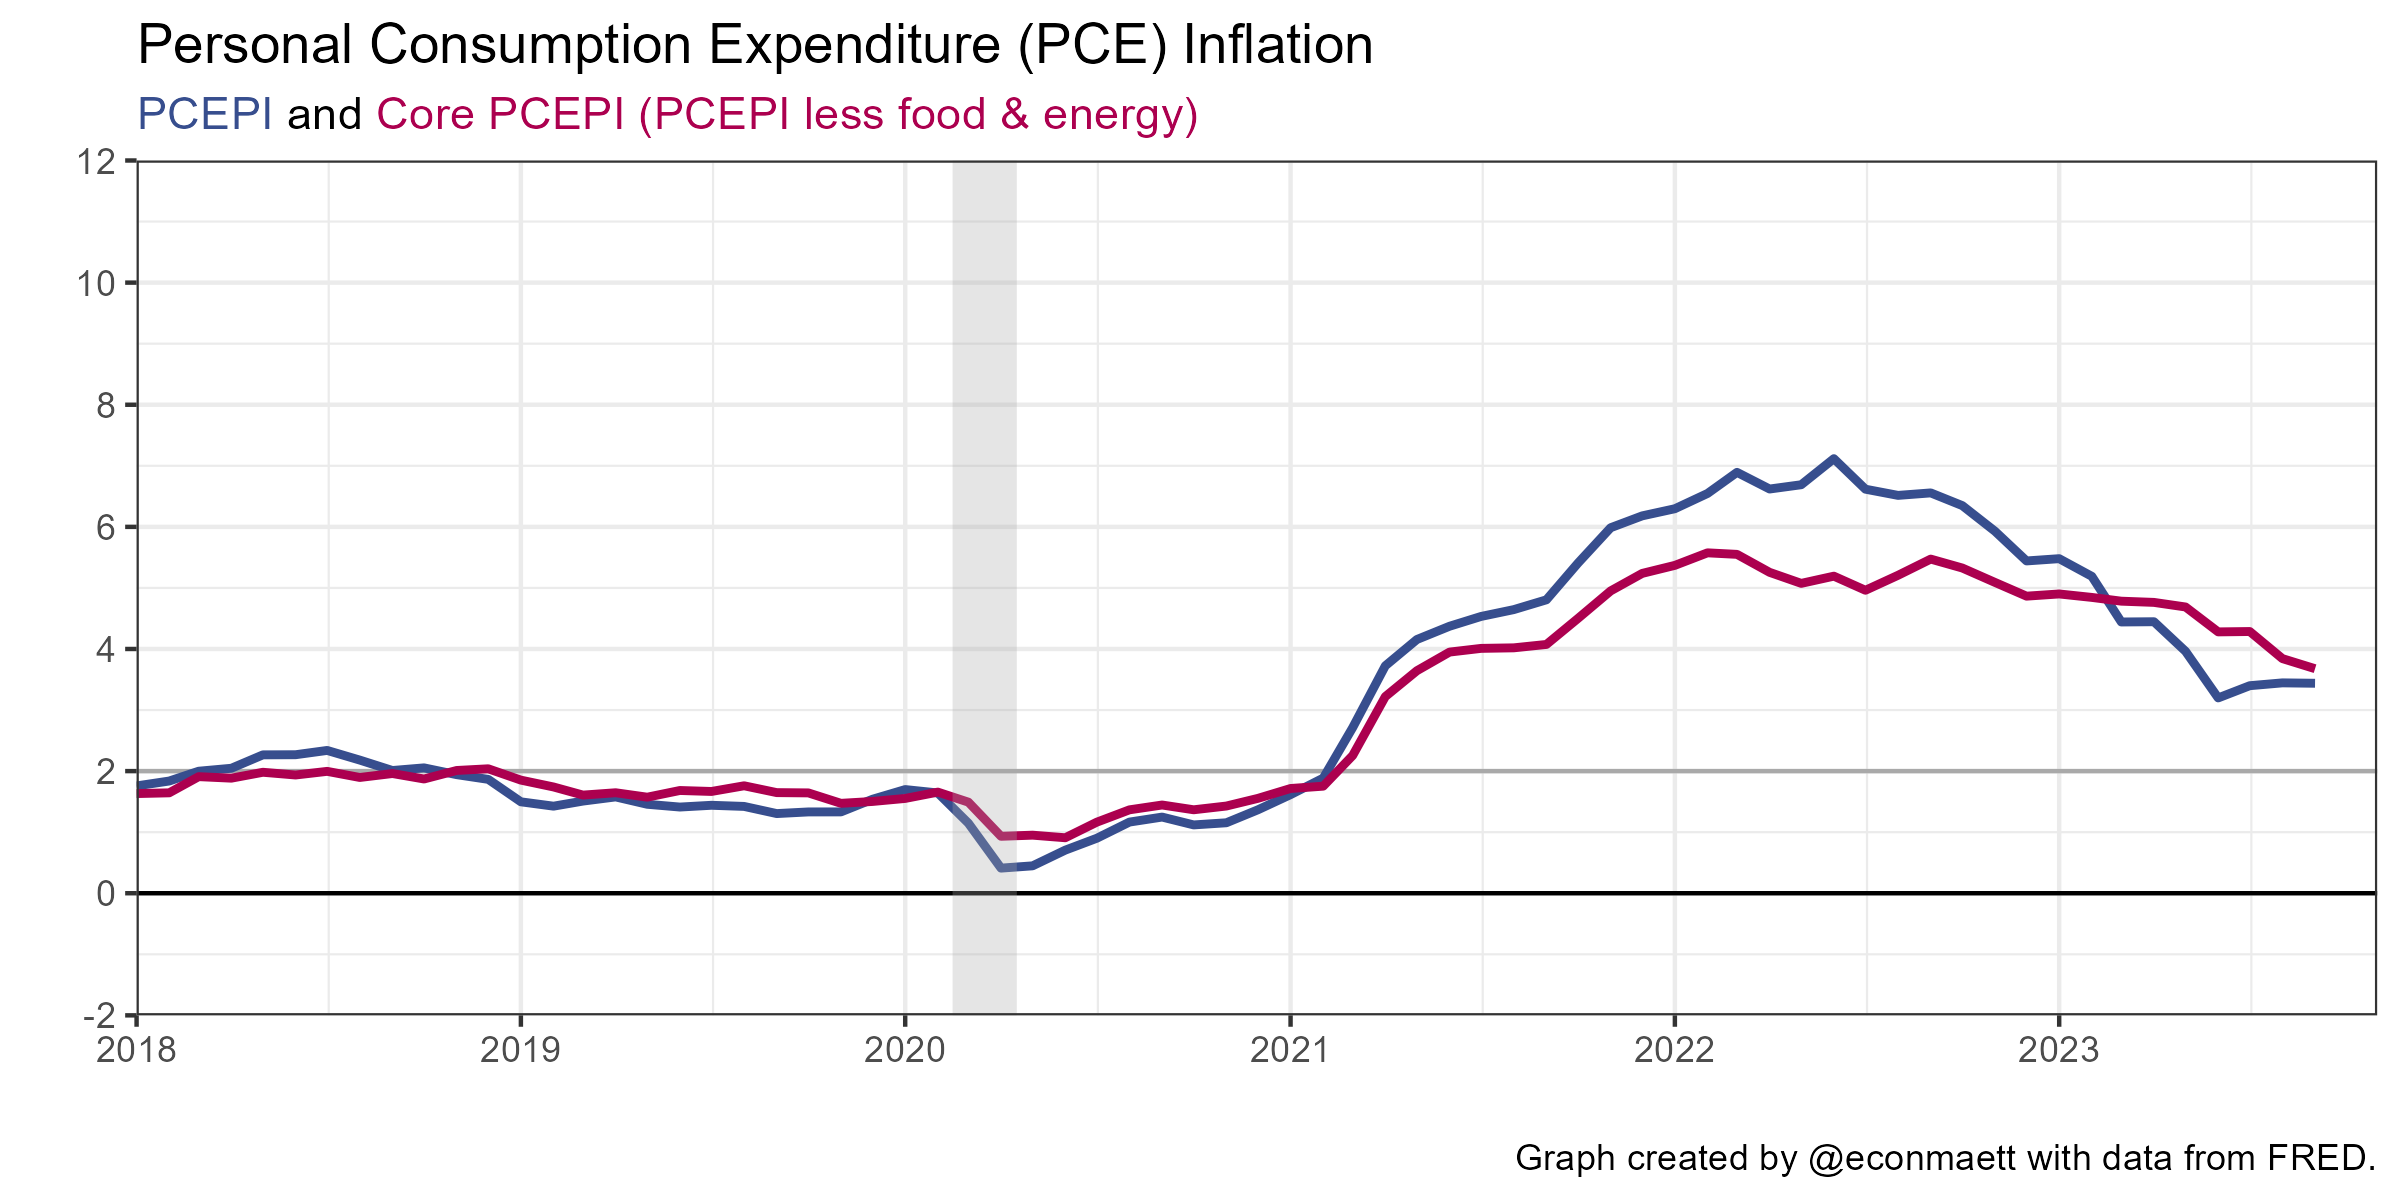 Personal Consumption Expenditure (PCE) Inflation
PCEPI and Core PCEPI (PCEPI less food & energy)
12
10
8
6
4
2
0
-2
2018 2019 2020 2021 2022 2023
Graph created by @econmaett with data from FRED.